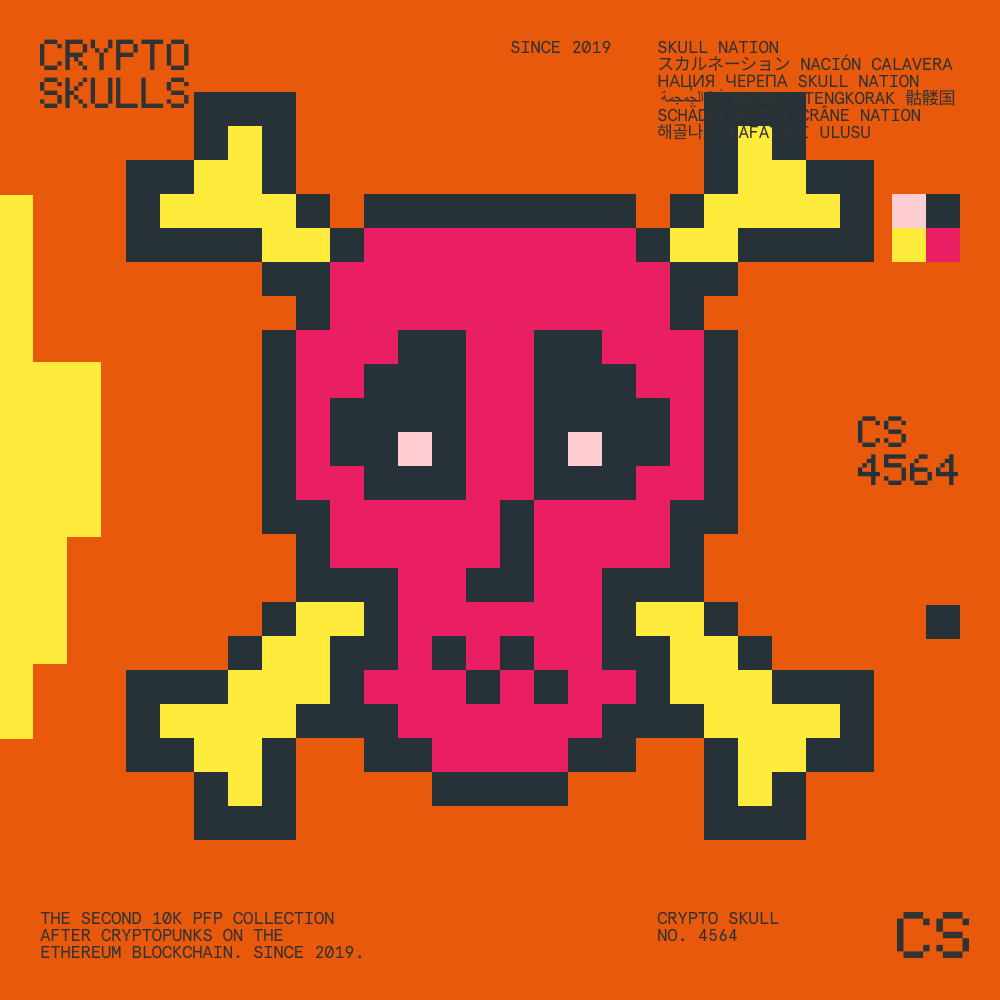 CRYPTO
SKULLS
SINCE 2019
SKULL NATION
スカルネーション NACIÓN CALAVERA
НАЦИЯ ЧЕРЕПА SKULL NATION
الجمجمة TENGKORAK 骷髅国
CRÂNE NATION
ULUSU
CS
4564
THE SECOND 10K PFP COLLECTION
AFTER CRYPTOPUNKS ON THE
ETHEREUM BLOCKCHAIN. SINCE 2019.
CRYPTO SKULL
NO. 4564
CS